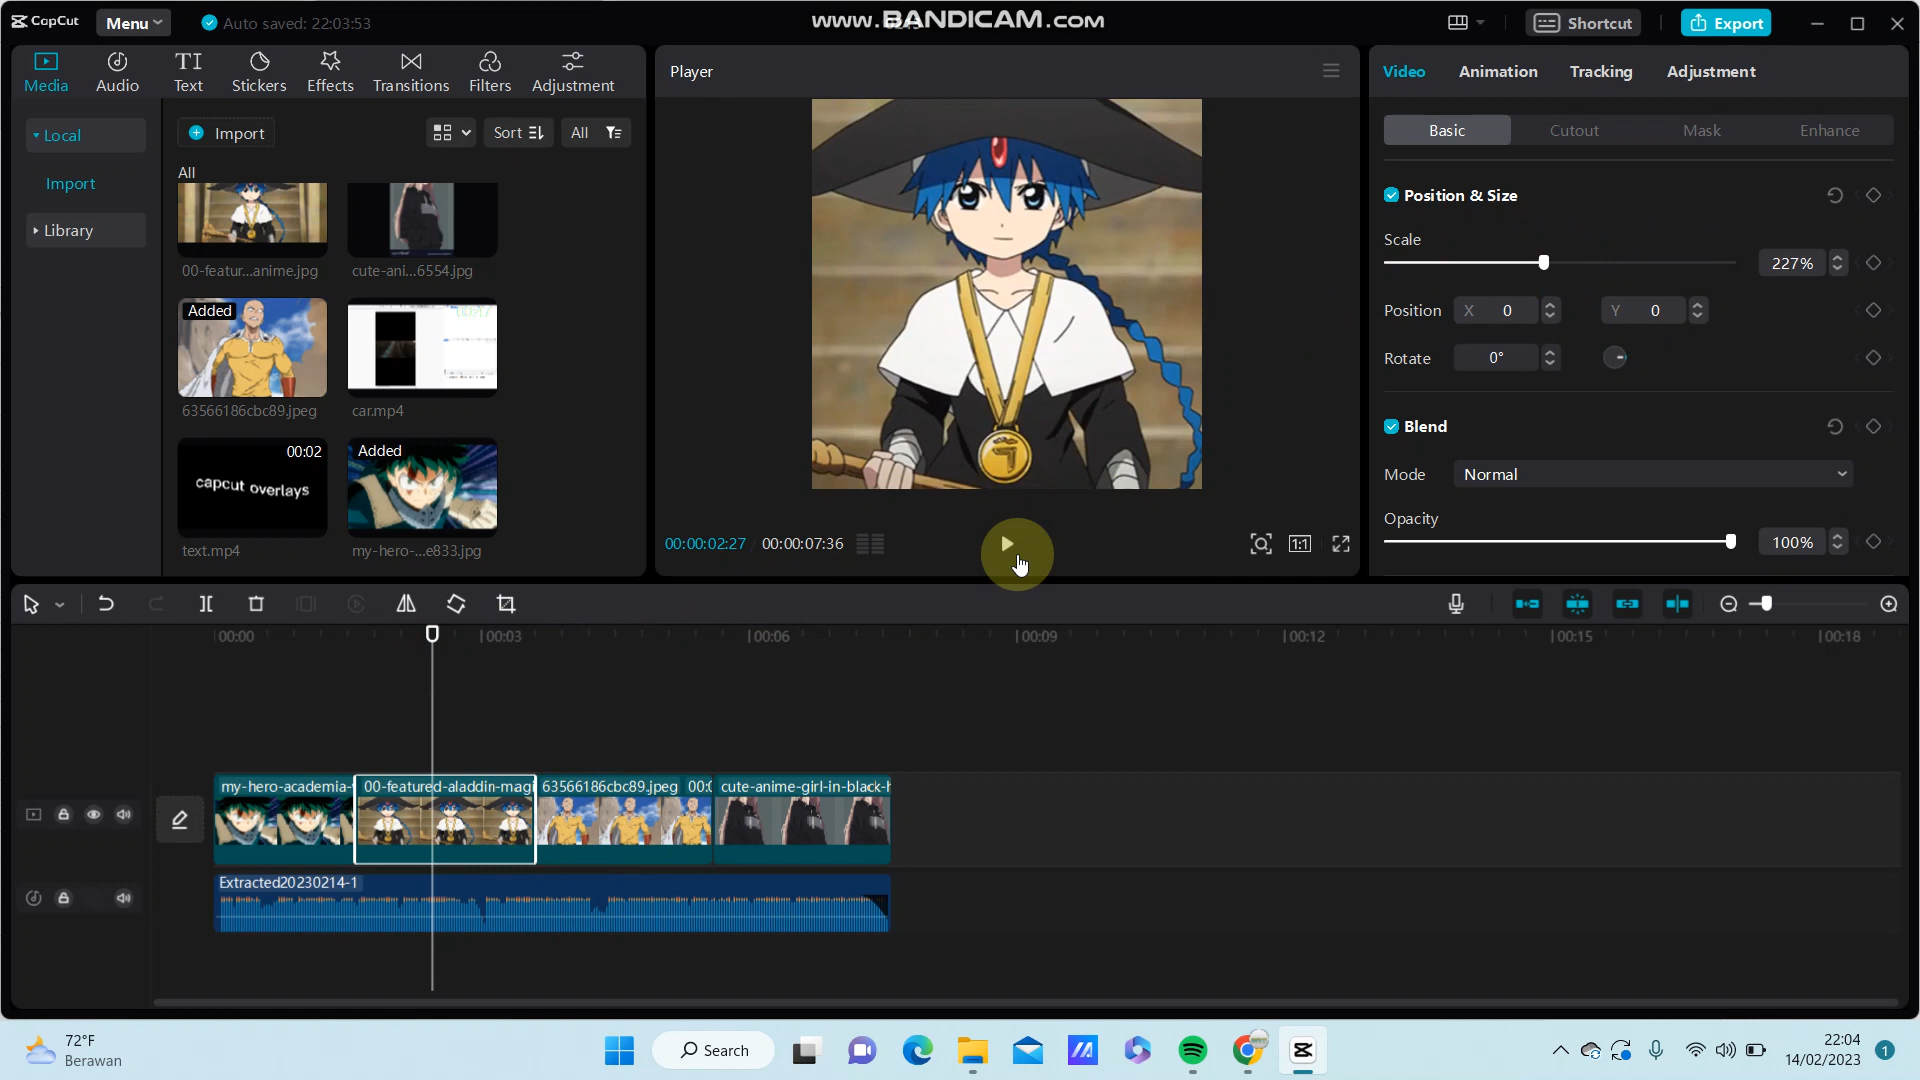 CapCut
Menu
Auto saved: 22:03:53
www.BANDICAM.com
Shortcut
Export
Media
Audio
Text
Stickers
Effects
Transitions
Filters
Adjustment
Player
Video
Animation
Tracking
Adjustment
Local
Import
Library
Import
Sort
All
All
00-featur...anime.jpg
cute-ani...6554.jpg
Added
63566186cbc89.jpeg
car.mp4
00:02
capcut overlays
text.mp4
Added
my-hero-...e833.jpg
00:00:02:27
00:00:07:36
1:1
Basic
Cutout
Mask
Enhance
Position & Size
Scale
227%
Position X 0 Y 0
Rotate 0°
Blend
Mode Normal
Opacity
100%
00:00
00:03
00:06
00:09
00:12
00:15
00:18
my-hero-academia-
00-featured-aladdin-magi
63566186cbc89.jpeg
cute-anime-girl-in-black-h
Extracted20230214-1
72°F
Berawan
Search
22:04
14/02/2023
1